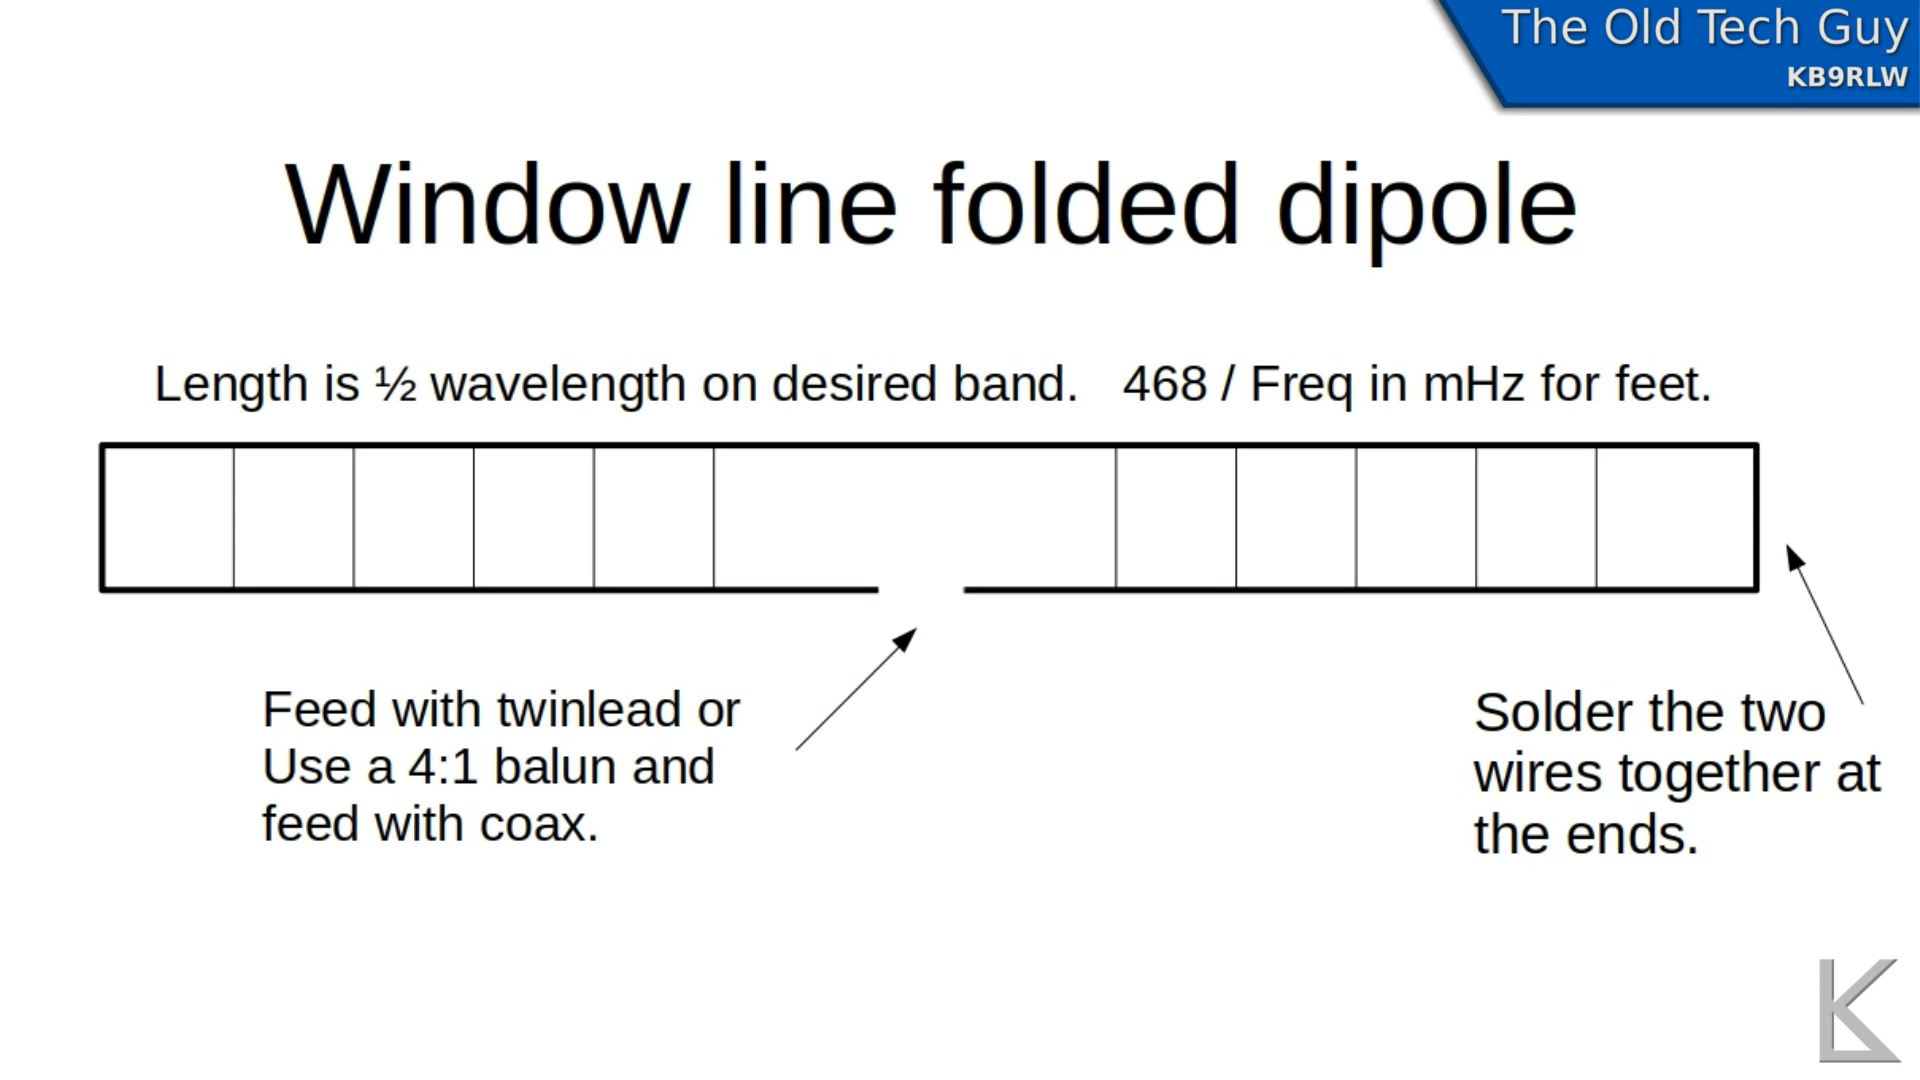 The Old Tech Guy
KB9RLW
Window line folded dipole
Length is ½ wavelength on desired band. 468 / Freq in mHz for feet.
Feed with twinlead or
Use a 4:1 balun and
feed with coax.
Solder the two
wires together at
the ends.
K